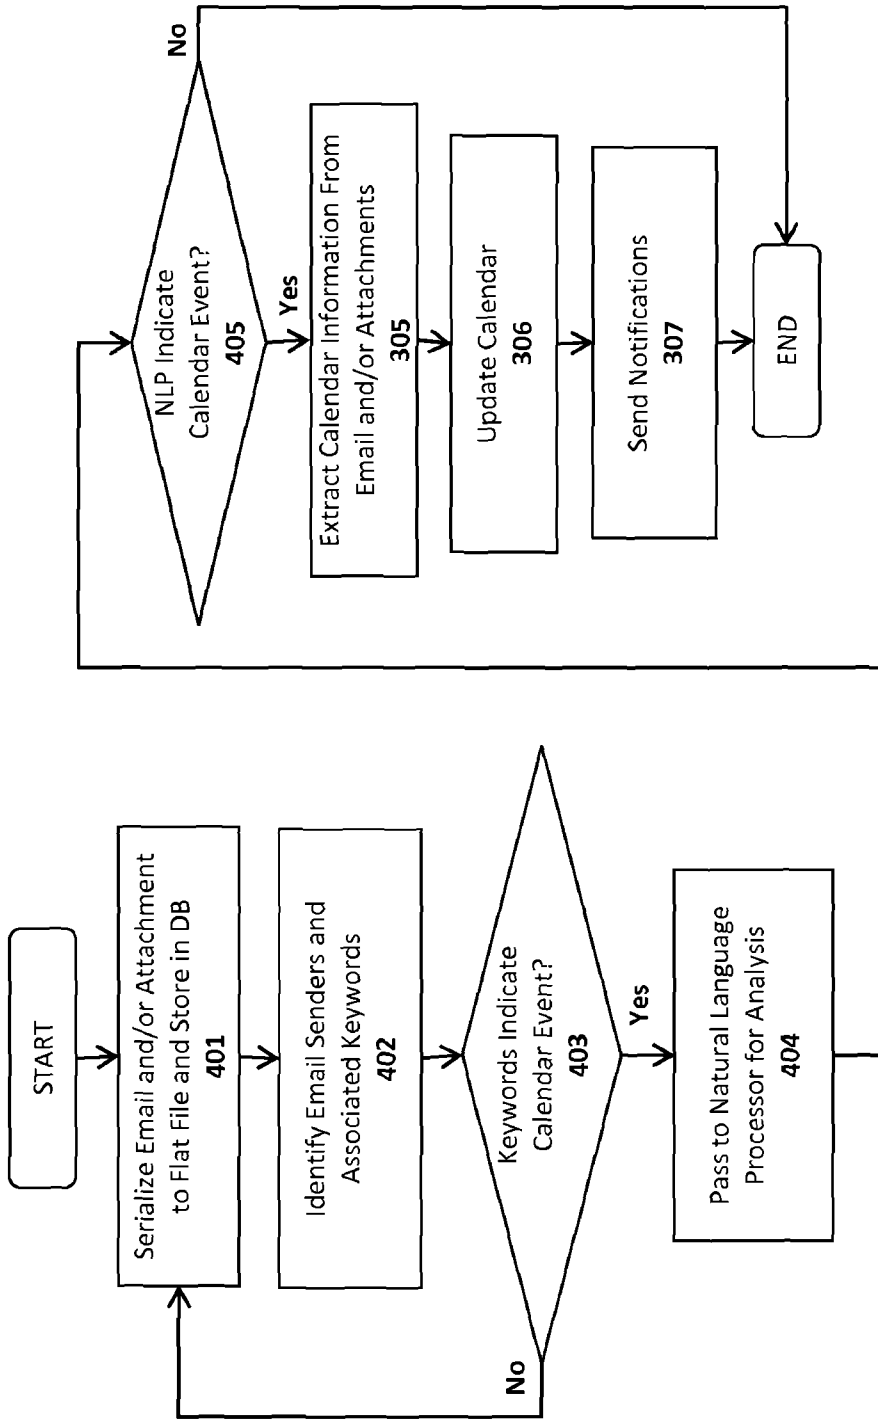 START
Serialize Email and/or Attachment
to Flat File and Store in DB
401
Identify Email Senders and
Associated Keywords
402
Keywords Indicate
Calendar Event?
403
No
Yes
Pass to Natural Language
Processor for Analysis
404
NLP Indicate
Calendar Event?
405
No
Yes
Extract Calendar Information From
Email and/or Attachments
305
Update Calendar
306
Send Notifications
307
END